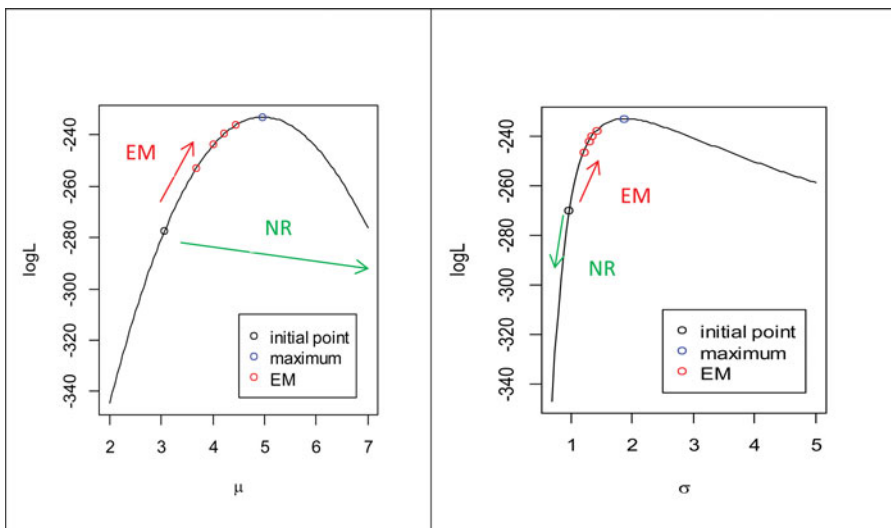 logL
-240
-260
-280
-300
-320
-340
EM
NR
initial point
maximum
EM
2 3 4 5 6 7
μ
logL
-240
-260
-280
-300
-320
-340
EM
NR
initial point
maximum
EM
1 2 3 4 5
σ